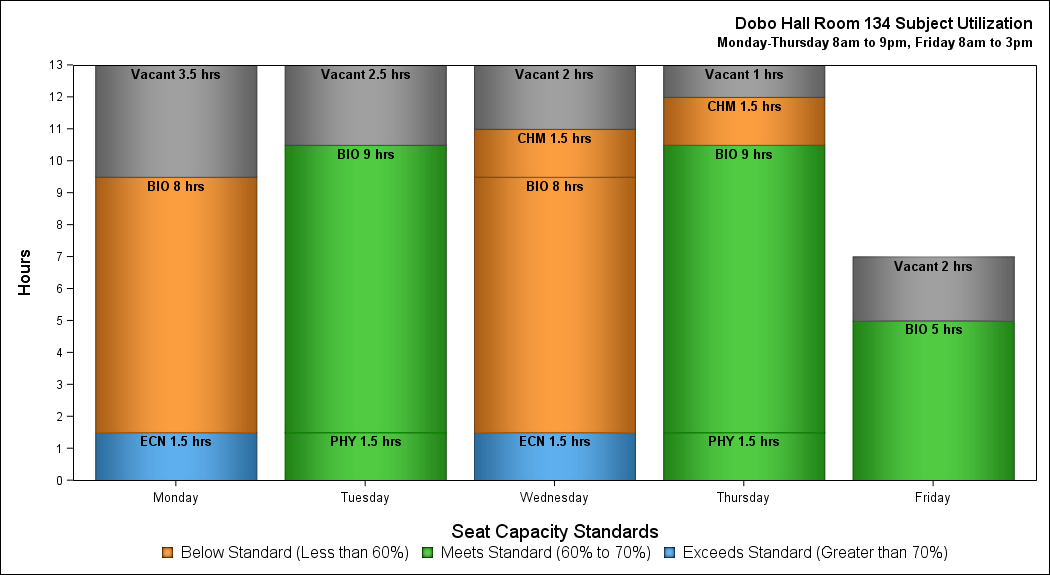 Dobo Hall Room 134 Subject Utilization
Monday-Thursday 8am to 9pm, Friday 8am to 3pm
Hours
13
12
11
10
9
8
7
6
5
4
3
2
1
0
Vacant 3.5 hrs
BIO 8 hrs
ECN 1.5 hrs
Vacant 2.5 hrs
BIO 9 hrs
PHY 1.5 hrs
Vacant 2 hrs
CHM 1.5 hrs
BIO 8 hrs
ECN 1.5 hrs
Vacant 1 hrs
CHM 1.5 hrs
BIO 9 hrs
PHY 1.5 hrs
Vacant 2 hrs
BIO 5 hrs
Monday Tuesday Wednesday Thursday Friday
Seat Capacity Standards
Below Standard (Less than 60%) Meets Standard (60% to 70%) Exceeds Standard (Greater than 70%)